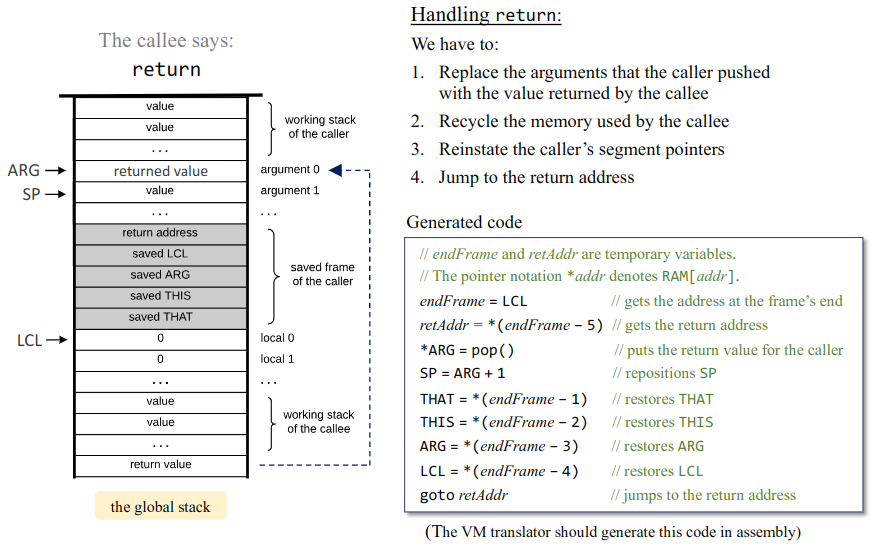 The callee says:
return
value
value
...
working stack
of the caller
ARG
returned value
argument 0
SP
value
argument 1
...
...
return address
saved LCL
saved ARG
saved THIS
saved THAT
saved frame
of the caller
LCL
0
local 0
0
local 1
...
...
value
value
...
working stack
of the callee
return value
the global stack
Handling return:
We have to:
1. Replace the arguments that the caller pushed
with the value returned by the callee
2. Recycle the memory used by the callee
3. Reinstate the caller’s segment pointers
4. Jump to the return address
Generated code
// endFrame and retAddr are temporary variables.
// The pointer notation *addr denotes RAM[addr].
endFrame = LCL // gets the address at the frame’s end
retAddr = *(endFrame – 5) // gets the return address
*ARG = pop() // puts the return value for the caller
SP = ARG + 1 // repositions SP
THAT = *(endFrame – 1) // restores THAT
THIS = *(endFrame – 2) // restores THIS
ARG = *(endFrame – 3) // restores ARG
LCL = *(endFrame – 4) // restores LCL
goto retAddr // jumps to the return address
(The VM translator should generate this code in assembly)